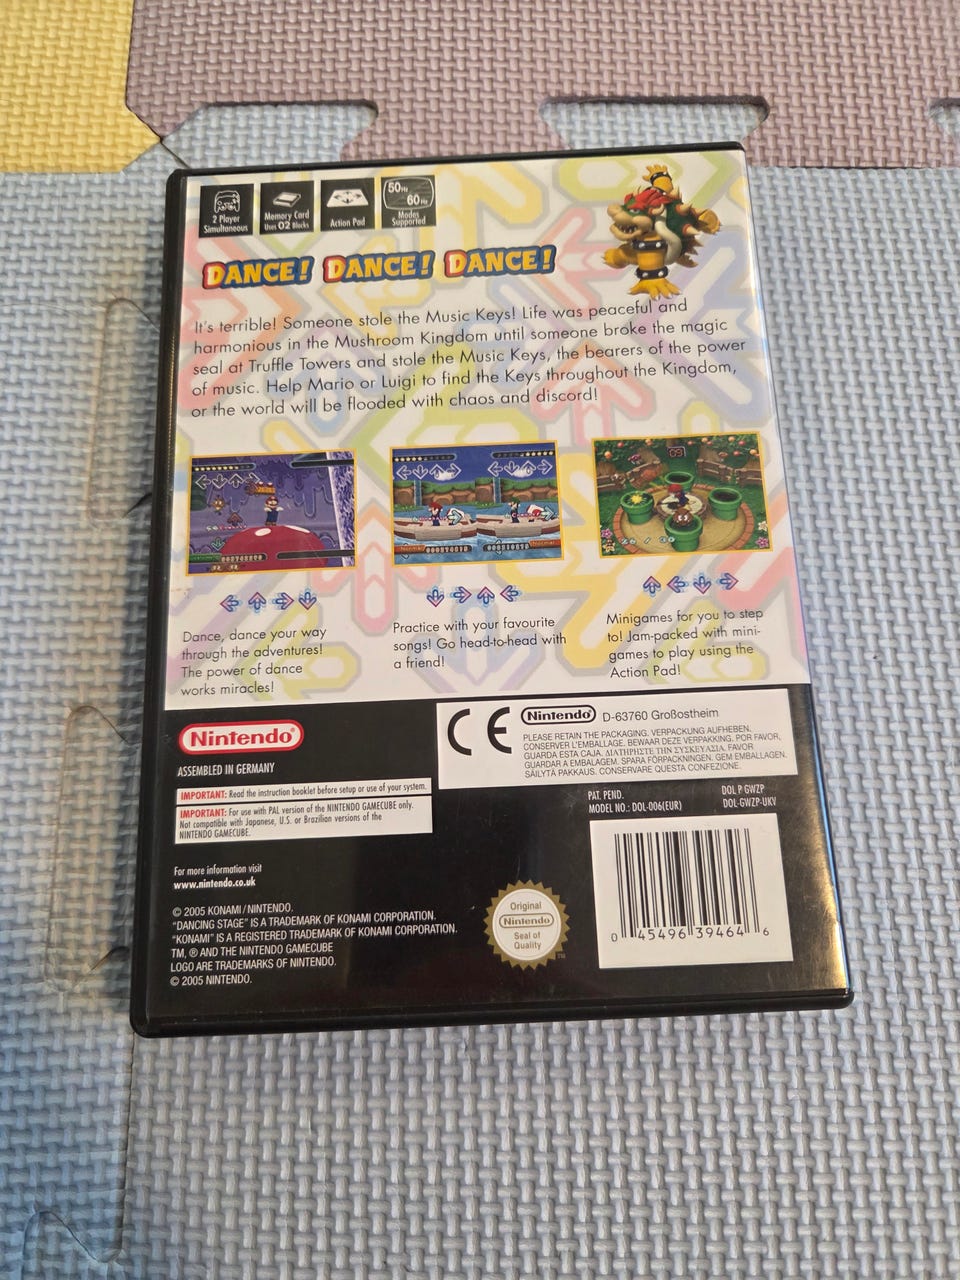 2 Player
Simultaneous
Memory Card
Uses 02 Blocks
Action Pad
50Hz
60Hz
Modes
Supported
DANCE! DANCE! DANCE!
It's terrible! Someone stole the Music Keys! Life was peaceful and
harmonious in the Mushroom Kingdom until someone broke the magic
seal at Truffle Towers and stole the Music Keys, the bearers of the power
of music. Help Mario or Luigi to find the Keys throughout the Kingdom,
or the world will be flooded with chaos and discord!
Dance, dance your way
through the adventures!
The power of dance
works miracles!
Practice with your favourite
songs! Go head-to-head with
a friend!
Minigames for you to step
to! Jam-packed with mini-
games to play using the
Action Pad!
Nintendo®
ASSEMBLED IN GERMANY
IMPORTANT: Read the instruction booklet before setup or use of your system.
IMPORTANT: For use with PAL version of the NINTENDO GAMECUBE only.
Not compatible with Japanese, U.S. or Brazilian versions of the
NINTENDO GAMECUBE.
For more information visit
www.nintendo.co.uk
© 2005 KONAMI/NINTENDO.
"DANCING STAGE" IS A TRADEMARK OF KONAMI CORPORATION.
"KONAMI" IS A REGISTERED TRADEMARK OF KONAMI CORPORATION.
TM, ® AND THE NINTENDO GAMECUBE
LOGO ARE TRADEMARKS OF NINTENDO.
© 2005 NINTENDO.
CE Nintendo® D-63760 Großostheim
PLEASE RETAIN THE PACKAGING. VERPACKUNG AUFHEBEN.
CONSERVER L'EMBALLAGE. BEWAAR DEZE VERPAKKING. POR FAVOR,
GUARDA ESTA CAJA. ΔΙΑΤΗΡΗΣΤΕ ΤΗΝ ΣΥΣΚΕΥΑΣΙΑ. FAVOR
GUARDAR A EMBALAGEM. SPARA FÖRPACKNINGEN. GEM EMBALLAGEN.
SÄILYTÄ PAKKAUS. CONSERVARE QUESTA CONFEZIONE.
PAT. PEND.
MODEL NO.: DOL-006(EUR)
DOL P GWZP
DOL-GWZP-UKV
Original
Nintendo
Seal of
Quality
TM
0 45496 39464 6